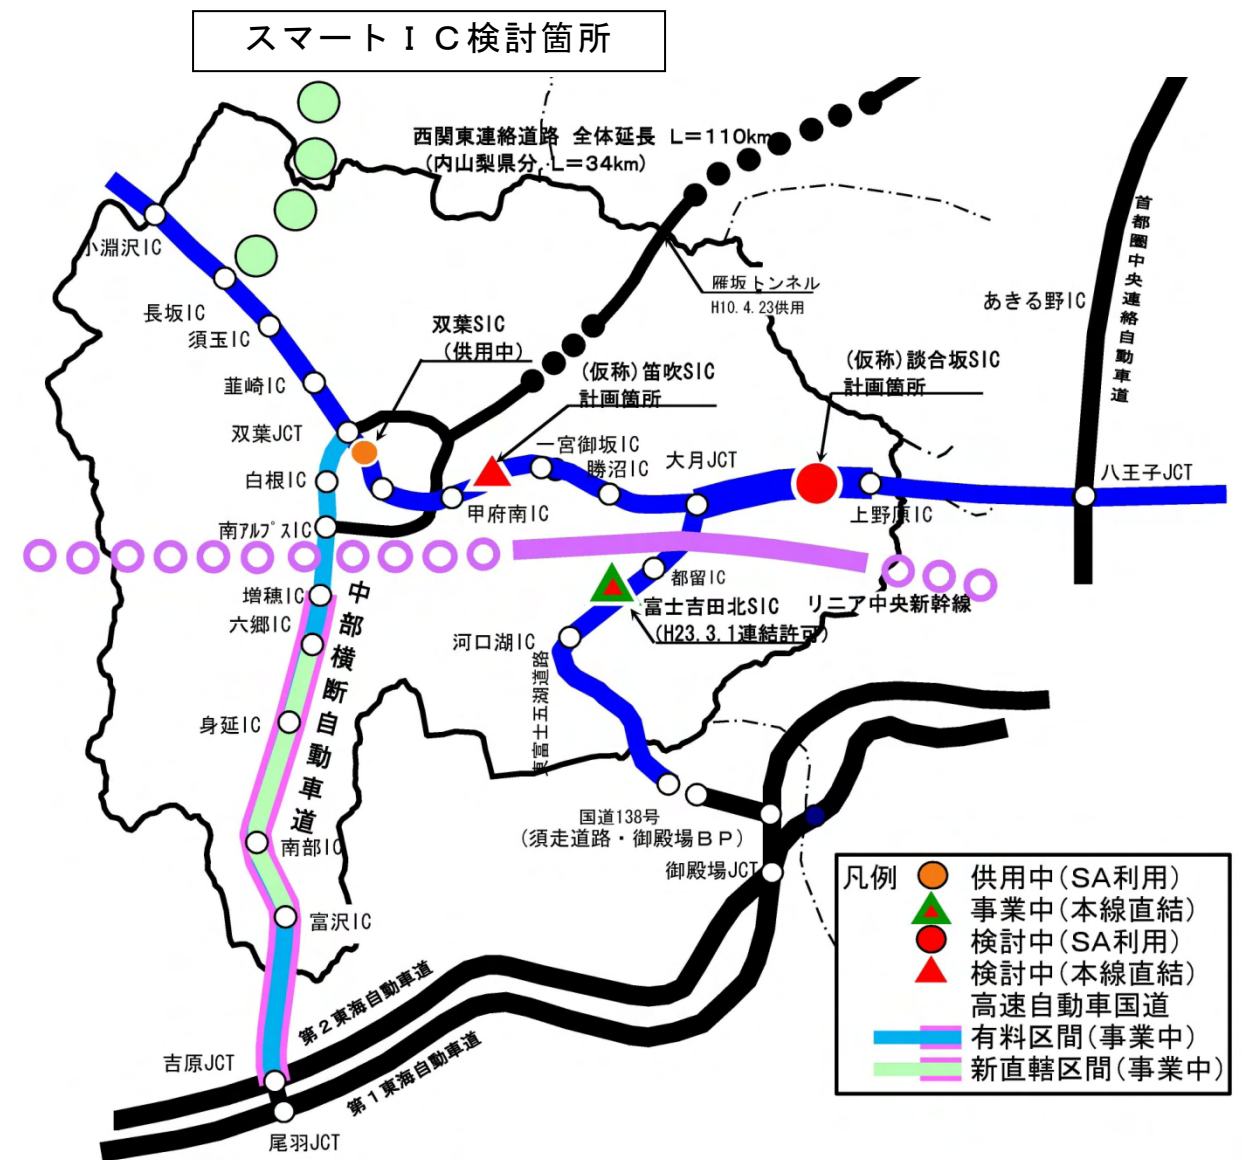 スマートＩＣ検討箇所
西関東連絡道路 全体延長 L＝110km
(内山梨県分 L＝34km)
首都圏中央連絡自動車道
小淵沢IC
雁坂トンネル
H10.4.23供用
あきる野IC
長坂IC
須玉IC
双葉SIC
(供用中)
(仮称)笛吹SIC
計画箇所
(仮称)談合坂SIC
計画箇所
韮崎IC
双葉JCT
一宮御坂IC
勝沼IC
大月JCT
八王子JCT
白根IC
甲府南IC
上野原IC
南ｱﾙﾌﾟｽIC
都留IC
増穂IC
中部横断自動車道
六郷IC
富士吉田北SIC
(H23.3.1連結許可)
リニア中央新幹線
河口湖IC
東富士五湖道路
身延IC
国道138号
(須走道路・御殿場ＢＰ)
南部IC
御殿場JCT
富沢IC
第２東海自動車道
第１東海自動車道
吉原JCT
尾羽JCT
凡例
供用中(SA利用)
事業中(本線直結)
検討中(SA利用)
検討中(本線直結)
高速自動車国道
有料区間(事業中)
新直轄区間(事業中)